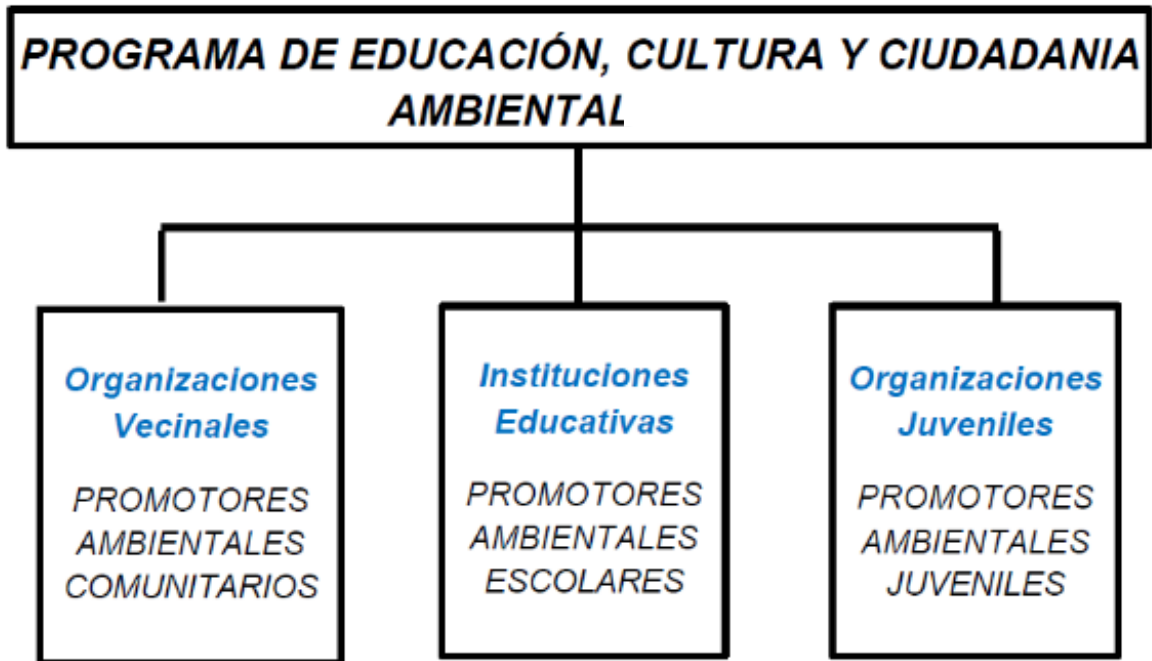 PROGRAMA DE EDUCACIÓN, CULTURA Y CIUDADANIA
AMBIENTAL
Organizaciones
Vecinales
PROMOTORES
AMBIENTALES
COMUNITARIOS
Instituciones
Educativas
PROMOTORES
AMBIENTALES
ESCOLARES
Organizaciones
Juveniles
PROMOTORES
AMBIENTALES
JUVENILES